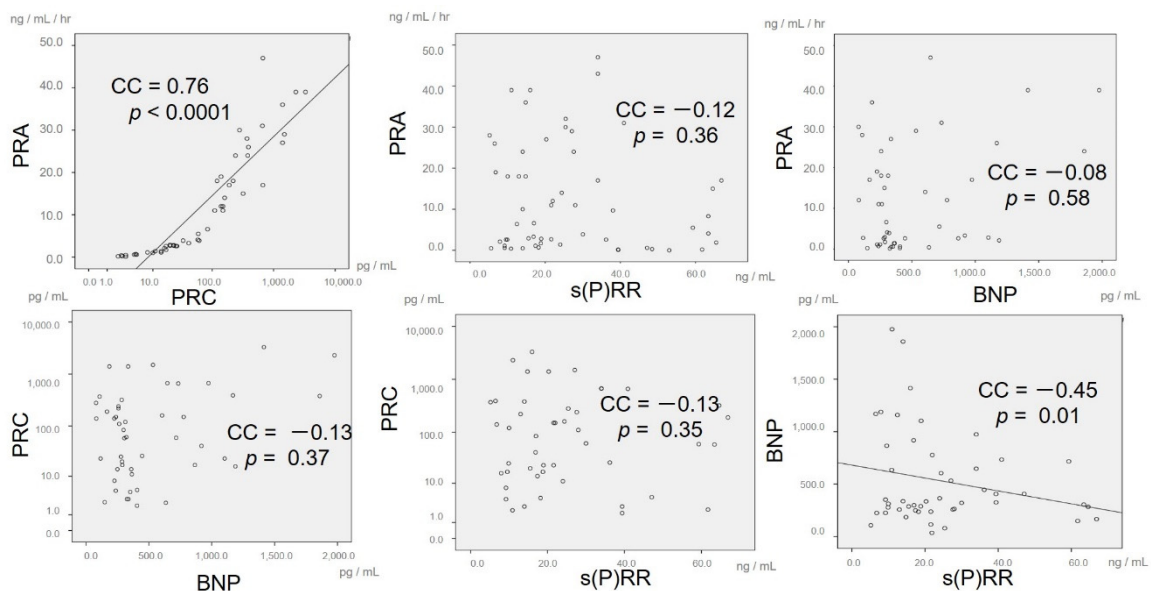 ng / mL / hr
50.0
40.0
30.0
20.0
10.0
0.0
PRA
CC = 0.76
p < 0.0001
0.01 1.0 10.0 100.0 1,000.0 10,000.0
pg / mL
PRC
ng / mL / hr
50.0
40.0
30.0
20.0
10.0
0.0
PRA
CC = −0.12
p = 0.36
0.0 20.0 40.0 60.0
ng / mL
s(P)RR
ng / mL / hr
50.0
40.0
30.0
20.0
10.0
0.0
PRA
CC = −0.08
p = 0.58
0.0 500.0 1,000.0 1,500.0 2,000.0
pg / mL
BNP
pg / mL
10,000.0
1,000.0
100.0
10.0
1.0
0.0
PRC
CC = −0.13
p = 0.37
0.0 500.0 1,000.0 1,500.0 2,000.0
pg / mL
BNP
pg / mL
10,000.0
1,000.0
100.0
10.0
1.0
0.0
PRC
CC = −0.13
p = 0.35
0.0 20.0 40.0 60.0
ng / mL
s(P)RR
pg / mL
2,000.0
1,500.0
1,000.0
500.0
0.0
BNP
CC = −0.45
p = 0.01
0.0 20.0 40.0 60.0
ng / mL
s(P)RR